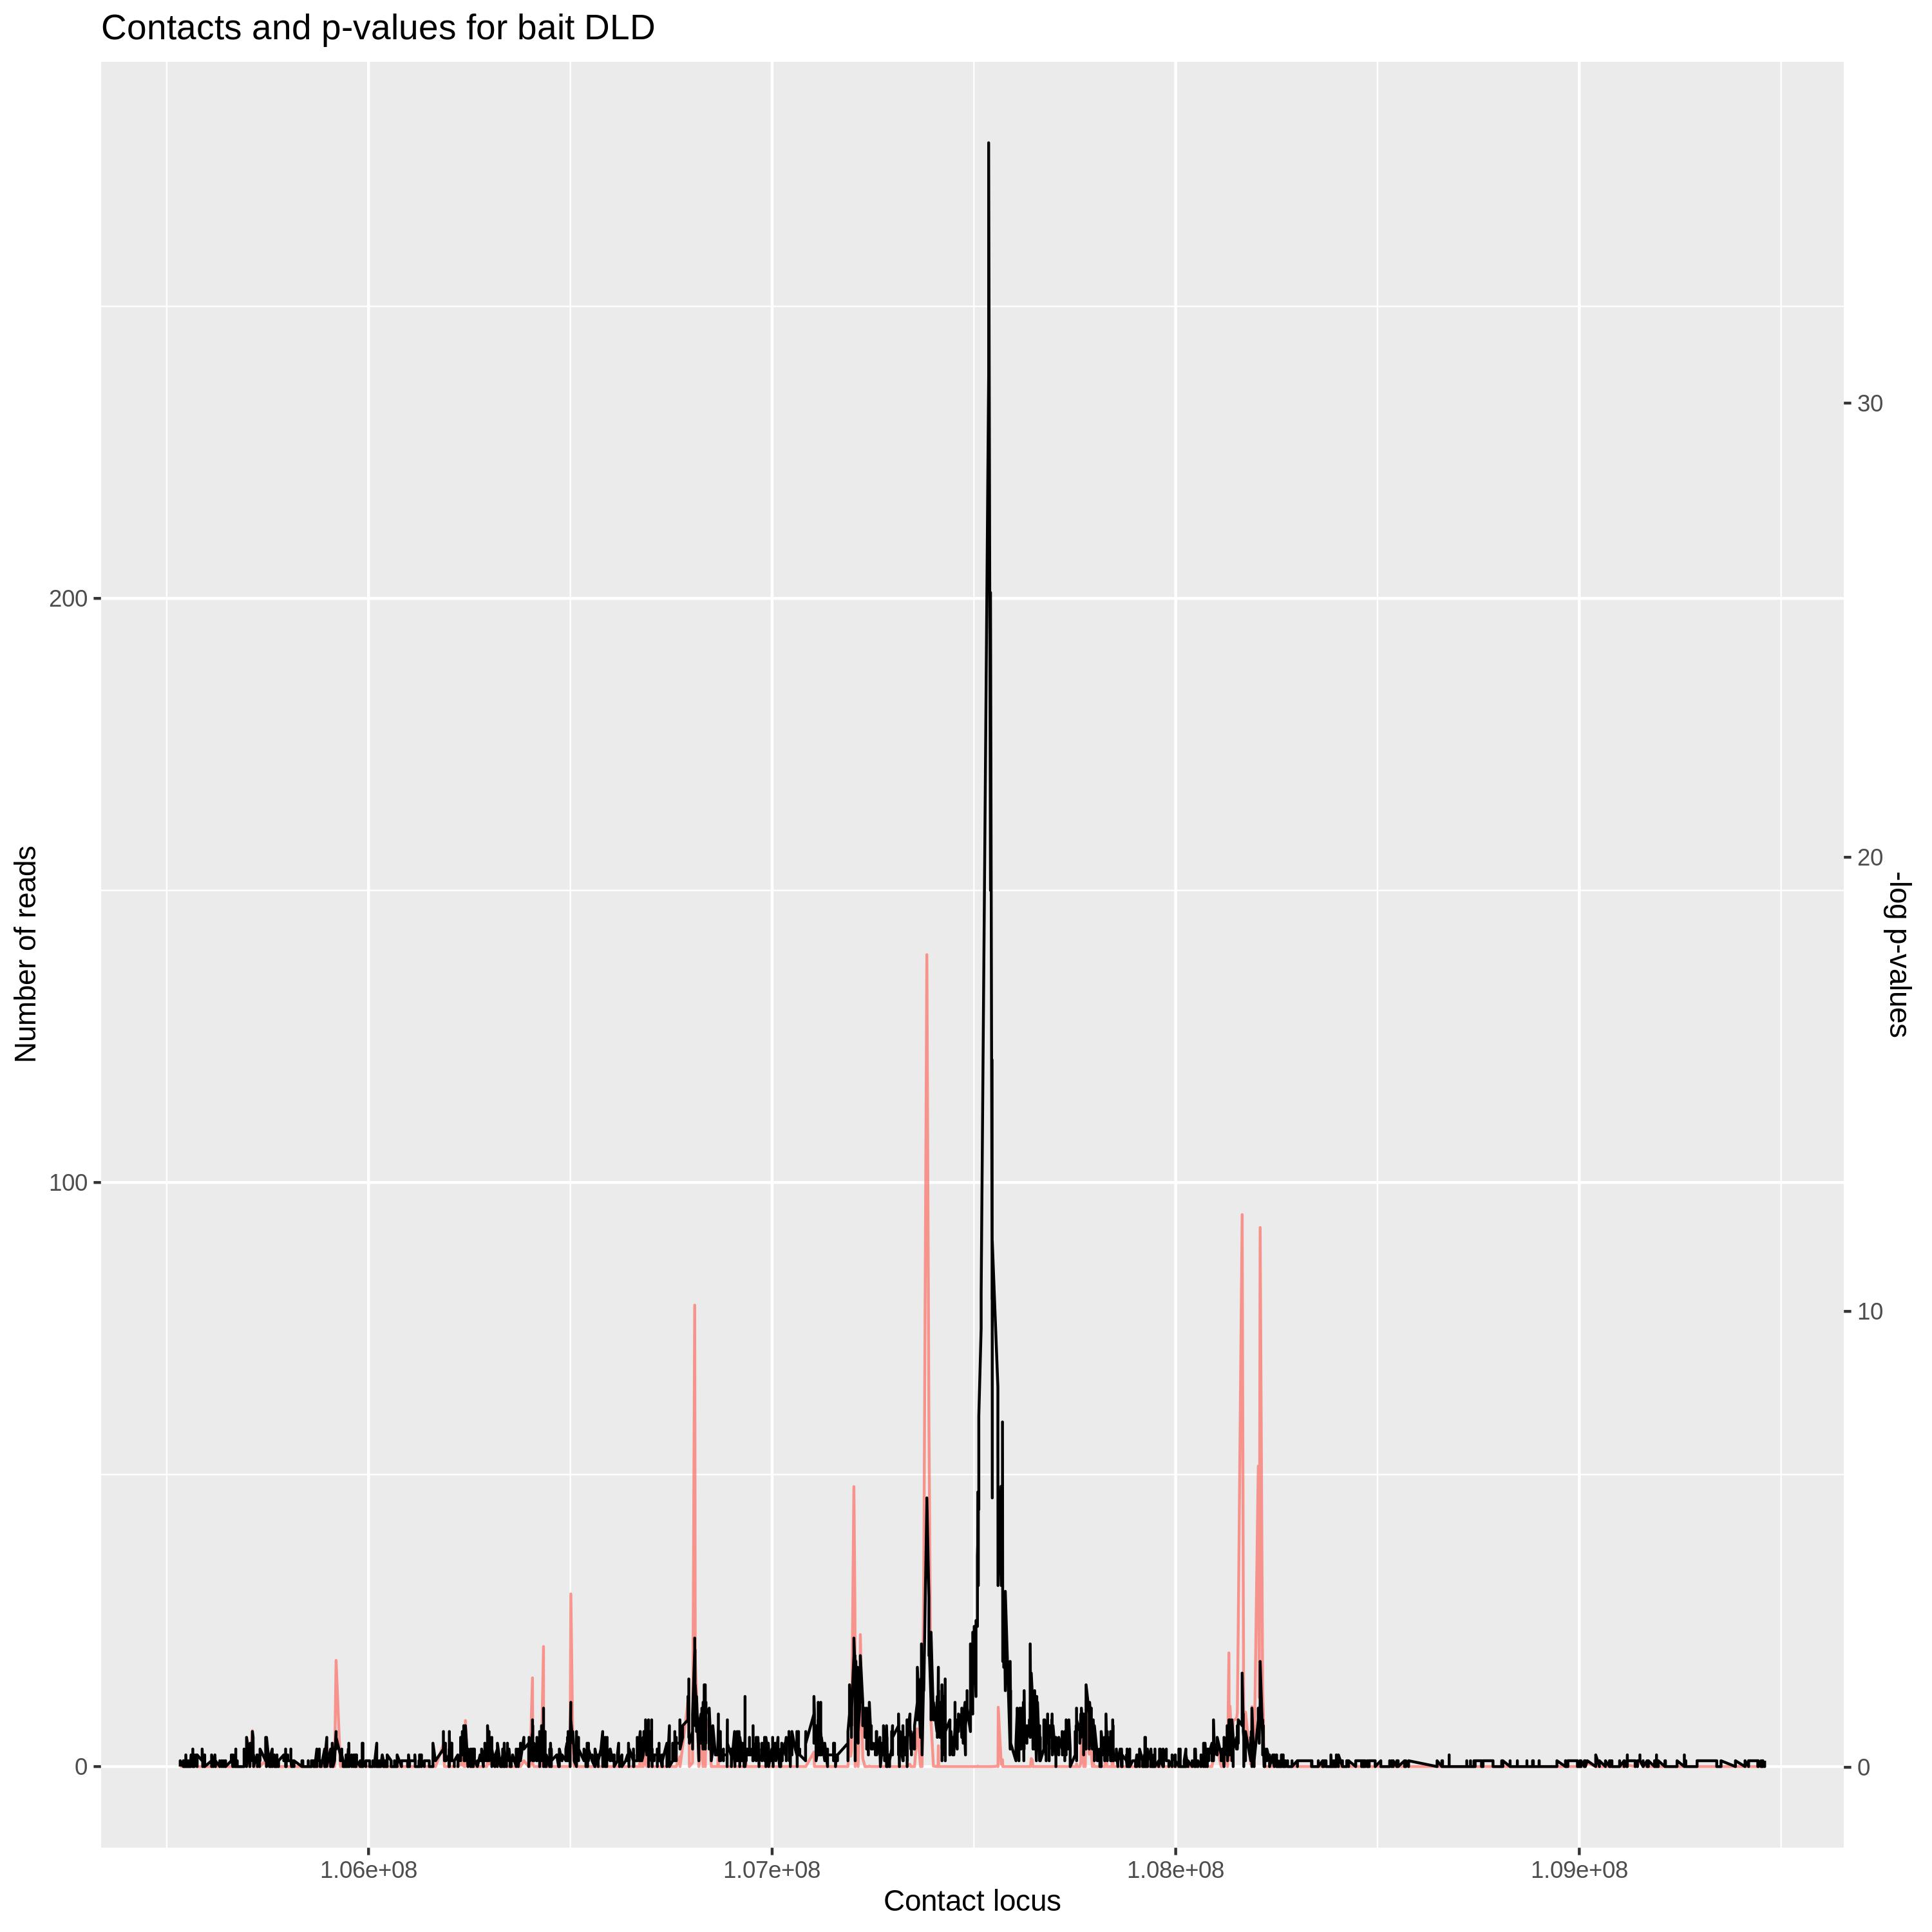 Contacts and p-values for bait DLD
Number of reads
200
100
0
30
20
10
0
-log p-values
1.06e+08 1.07e+08 1.08e+08 1.09e+08
Contact locus